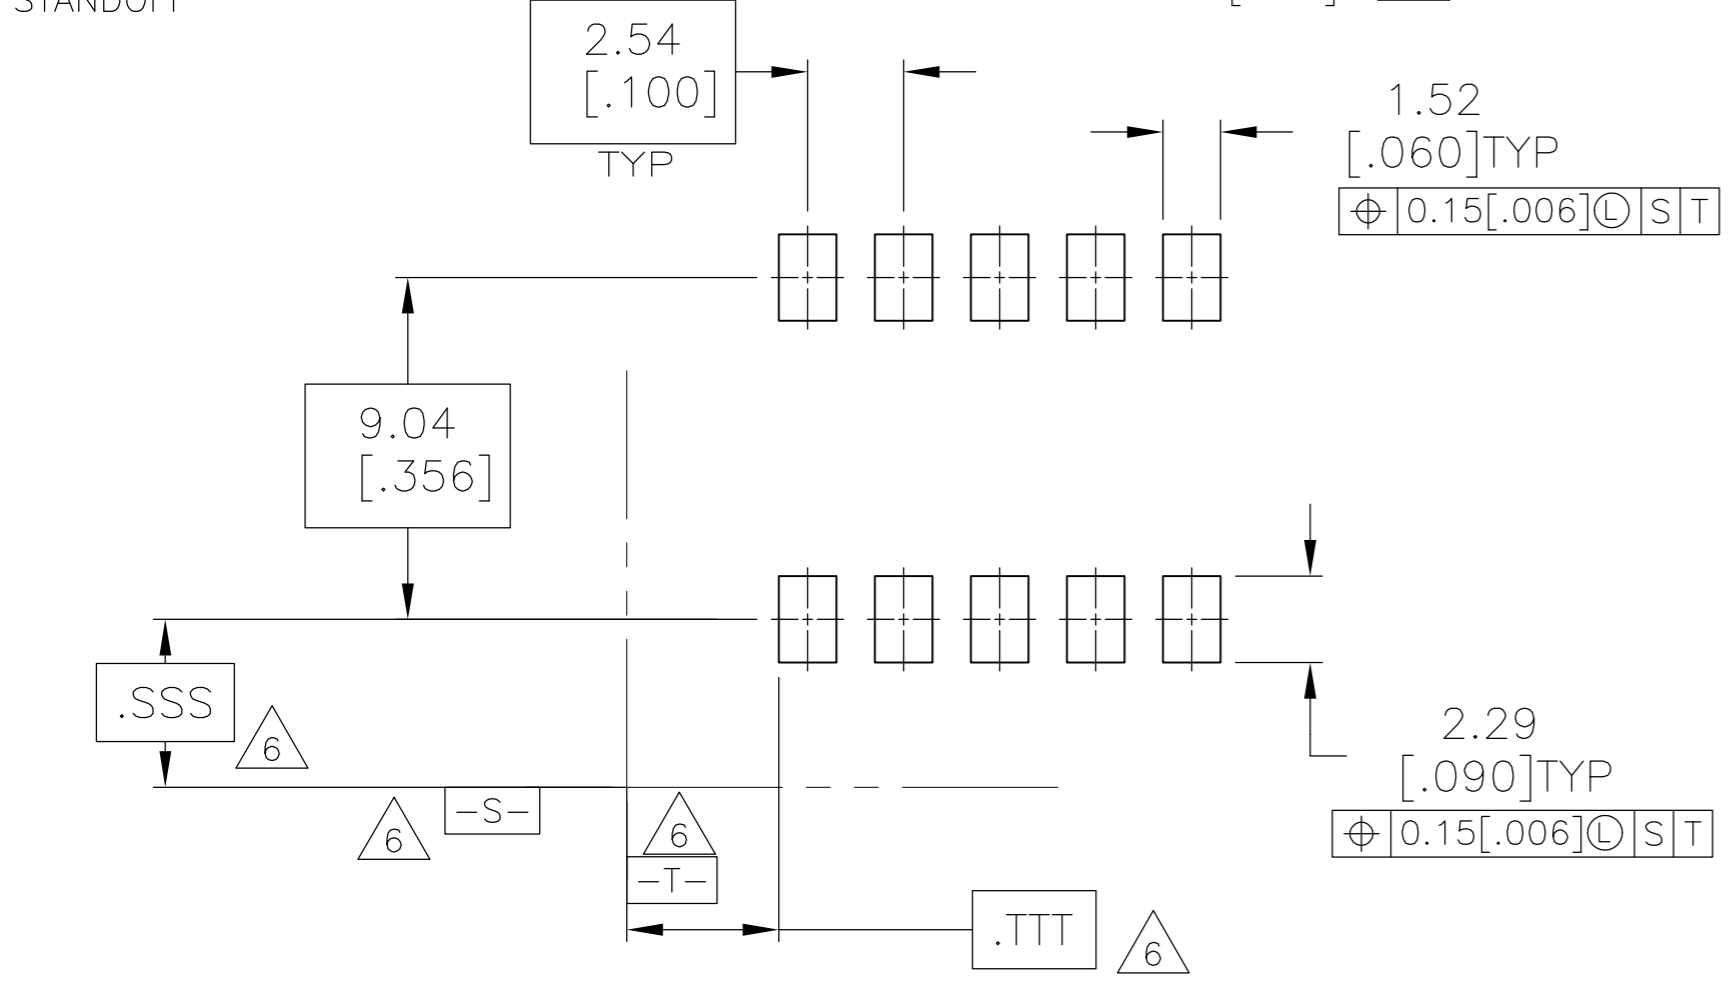 STANDOFF
2.54
[.100]
TYP
1.52
[.060]TYP
⌖ 0.15[.006]Ⓛ S T
9.04
[.356]
.SSS
6
6
-S-
6
-T-
.TTT
6
2.29
[.090]TYP
⌖ 0.15[.006]Ⓛ S T